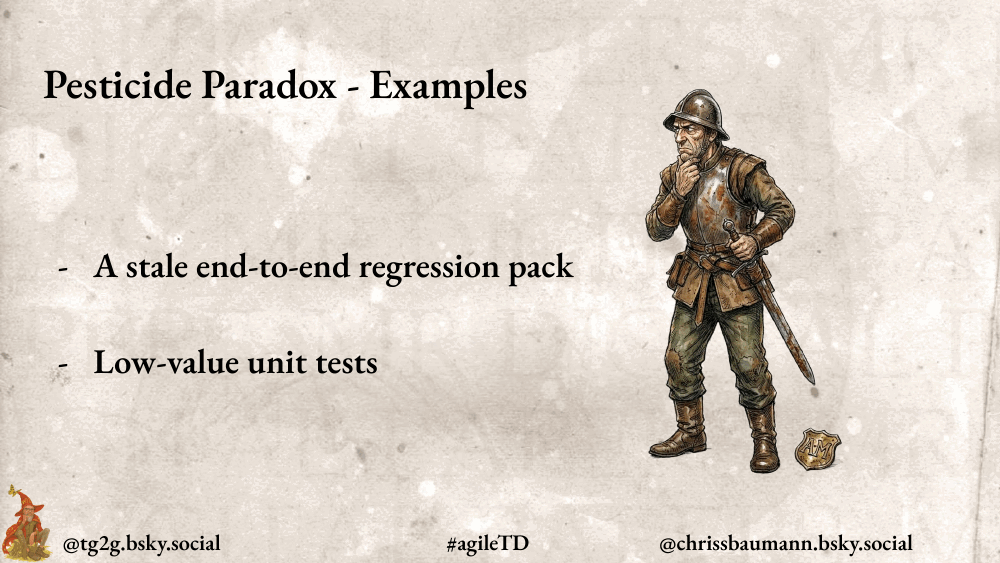 Pesticide Paradox - Examples
- A stale end-to-end regression pack
- Low-value unit tests
A-M
@tg2g.bsky.social
#agileTD
@chrissbaumann.bsky.social